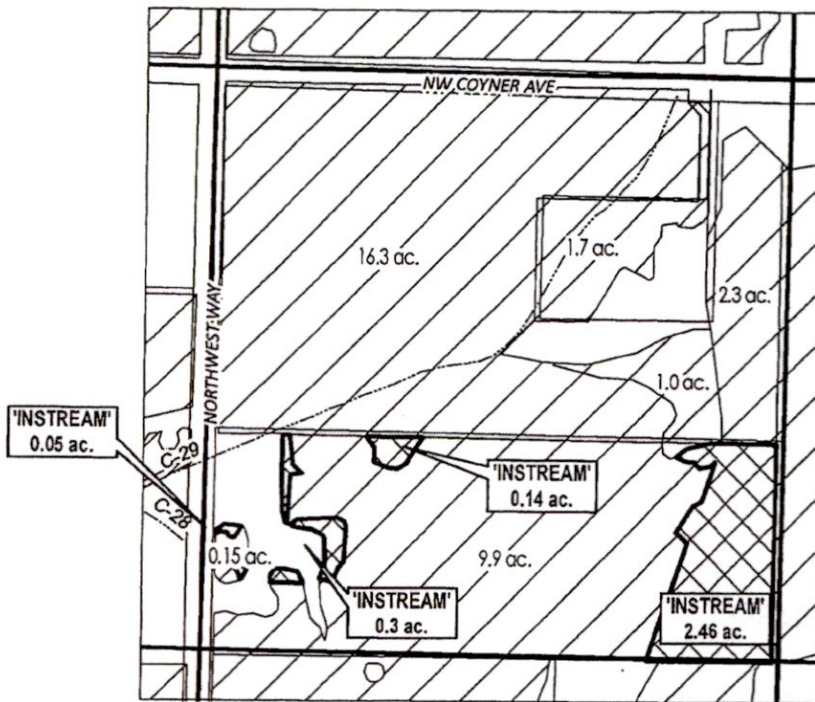 NW COYNER AVE
16.3 ac.
1.7 ac.
2.3 ac.
NORTHWEST WAY
1.0 ac.
'INSTREAM'
0.05 ac.
C-29
C-28
'INSTREAM'
0.14 ac.
0.15 ac.
9.9 ac.
'INSTREAM'
0.3 ac.
'INSTREAM'
2.46 ac.